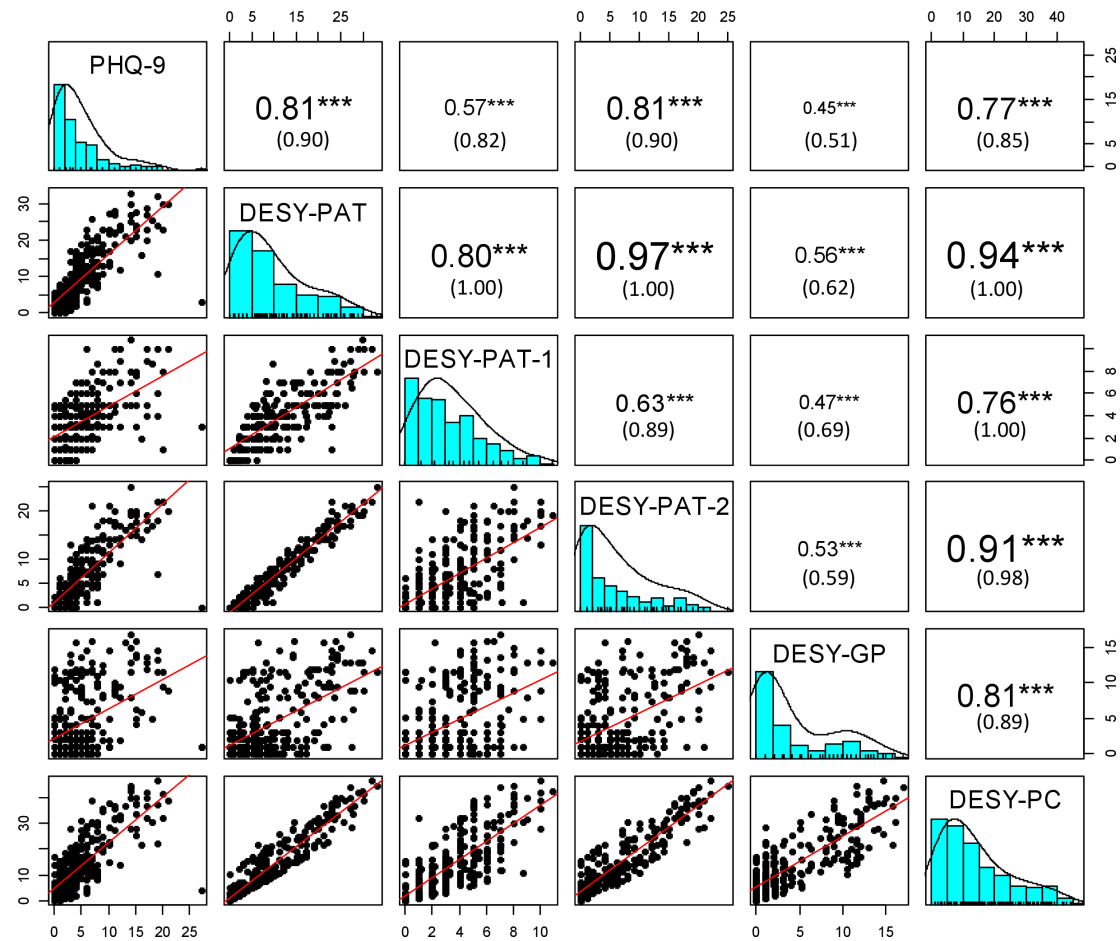 0 5 15 25
0 5 10 15 20 25
0 10 20 30 40
PHQ-9
0.81***
(0.90)
0.57***
(0.82)
0.81***
(0.90)
0.45***
(0.51)
0.77***
(0.85)
0 5 15 25
0 10 20 30
DESY-PAT
0.80***
(1.00)
0.97***
(1.00)
0.56***
(0.62)
0.94***
(1.00)
DESY-PAT-1
0.63***
(0.89)
0.47***
(0.69)
0.76***
(1.00)
0 2 4 6 8
0 5 10 20
DESY-PAT-2
0.53***
(0.59)
0.91***
(0.98)
DESY-GP
0.81***
(0.89)
0 5 10 15
0 10 30
DESY-PC
0 5 10 15 20 25
0 2 4 6 8 10
0 5 10 15